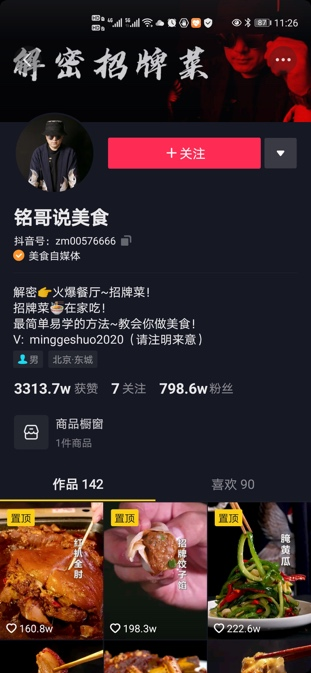 87 11:26
解密招牌菜
＋关注
铭哥说美食
抖音号：zm00576666
美食自媒体
解密👉火爆餐厅~招牌菜！
招牌菜🍲在家吃！
最简单易学的方法~教会你做美食！
V: minggeshuo2020（请注明来意）
男 北京·东城
3313.7w 获赞 7 关注 798.6w 粉丝
商品橱窗
1件商品
作品 142 喜欢 90
置顶 置顶 置顶
红扒全肘
招牌饺子馅
腌黄瓜
160.8w 198.3w 222.6w